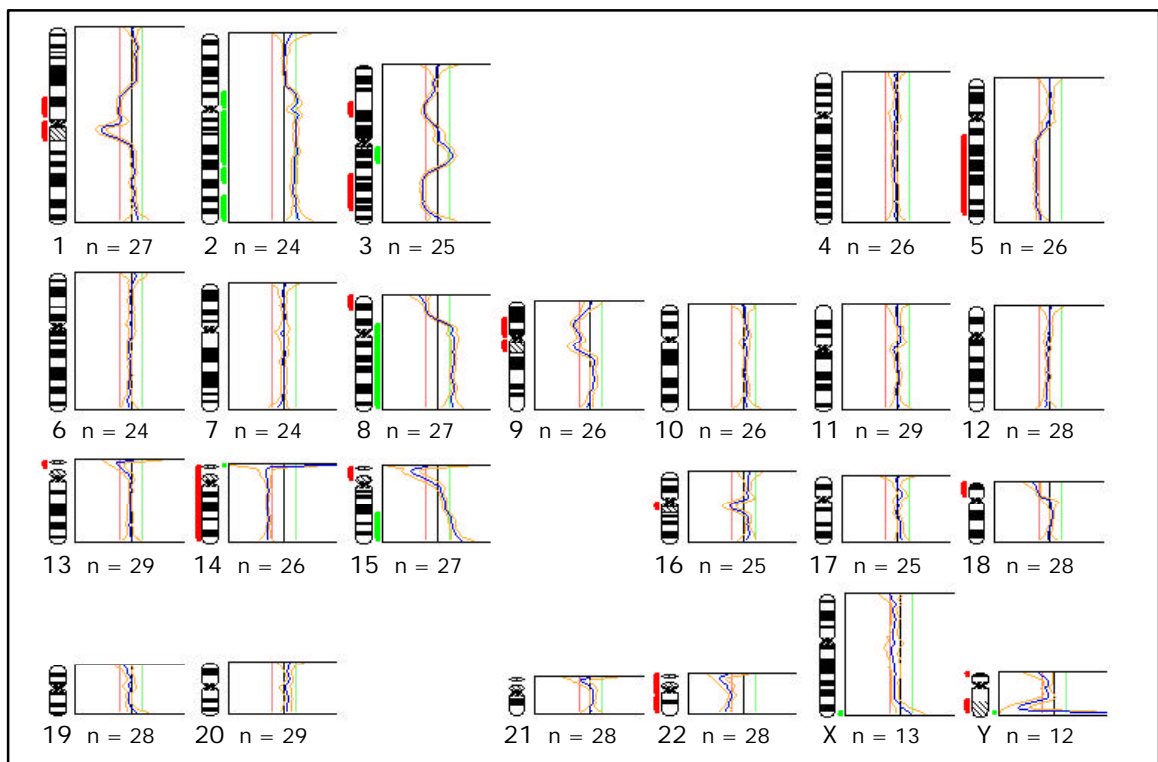 1 n = 27 2 n = 24 3 n = 25 4 n = 26 5 n = 26
6 n = 24 7 n = 24 8 n = 27 9 n = 26 10 n = 26 11 n = 29 12 n = 28
13 n = 29 14 n = 26 15 n = 27 16 n = 25 17 n = 25 18 n = 28
19 n = 28 20 n = 29 21 n = 28 22 n = 28 X n = 13 Y n = 12